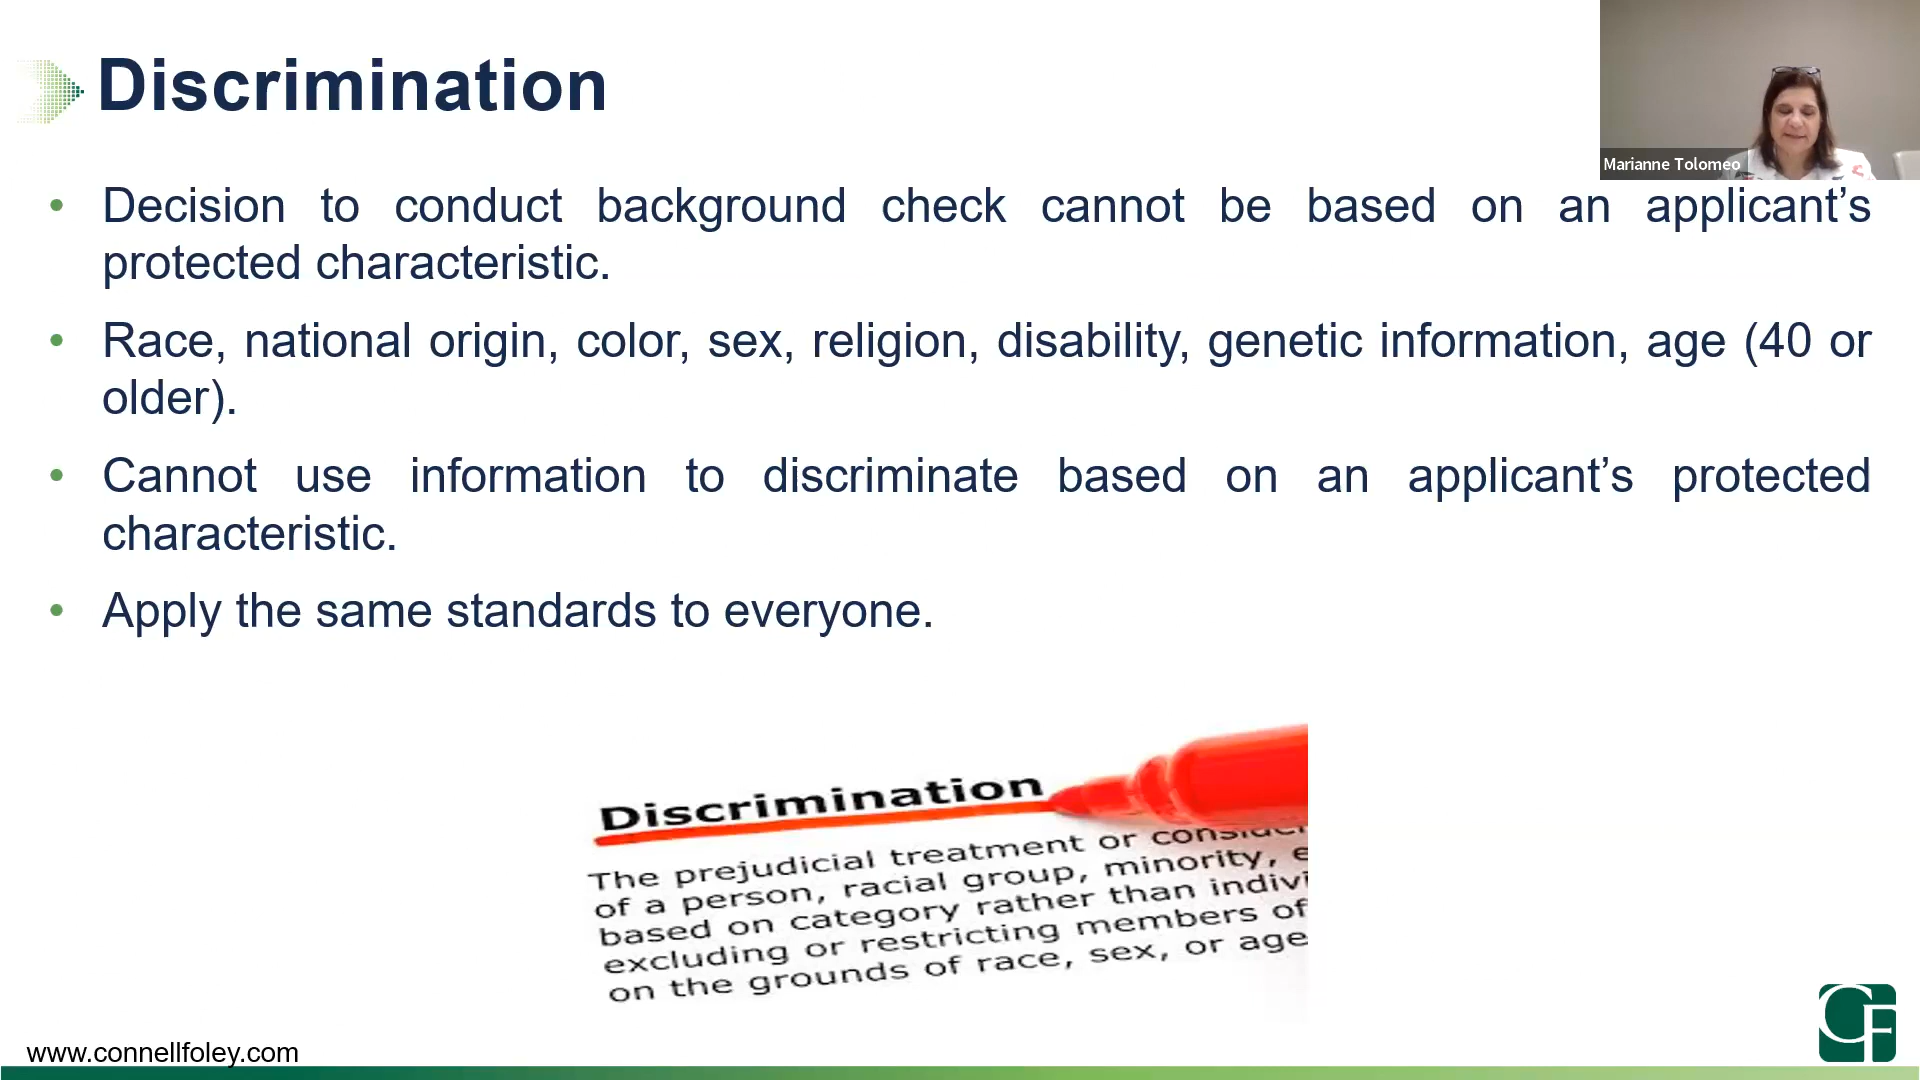 Discrimination
Marianne Tolomeo
• Decision to conduct background check cannot be based on an applicant’s
protected characteristic.
• Race, national origin, color, sex, religion, disability, genetic information, age (40 or
older).
• Cannot use information to discriminate based on an applicant’s protected
characteristic.
• Apply the same standards to everyone.
Discrimination
The prejudicial treatment or
of a person, racial group, minority,
based on category rather than
excluding or restricting members of
on the grounds of race, sex, or age
www.connellfoley.com
CF